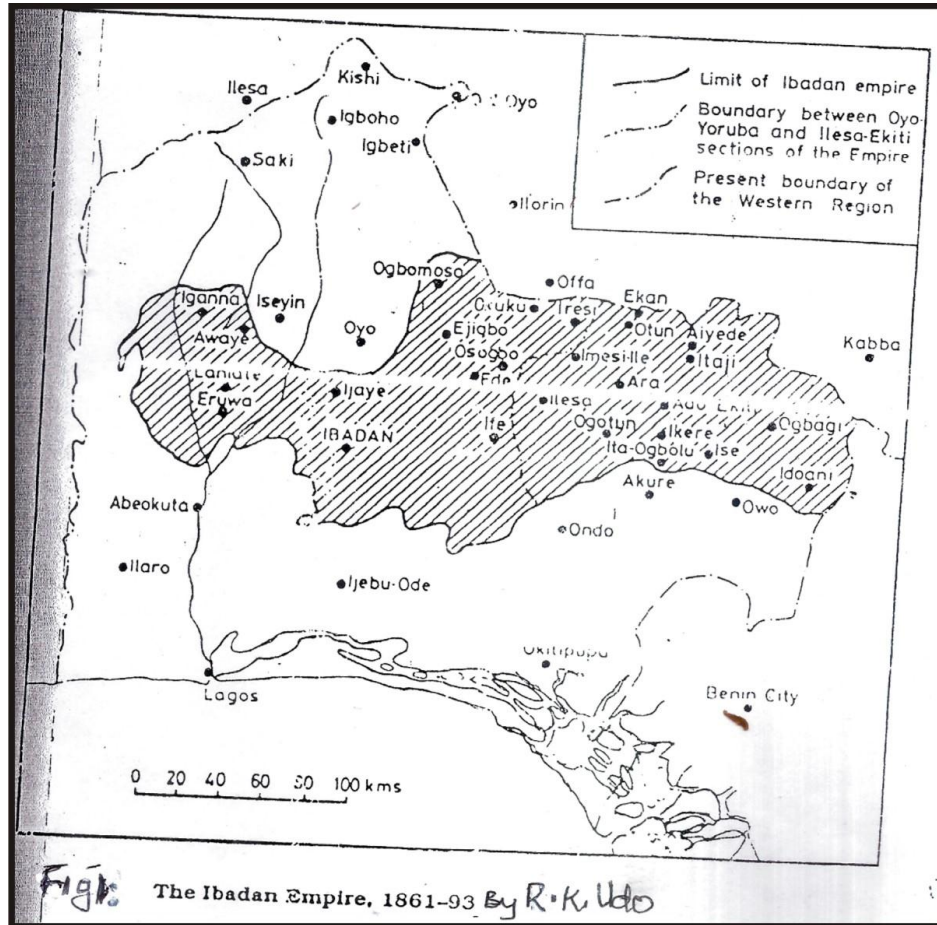 Limit of Ibadan empire
Boundary between Oyo-
Yoruba and Ilesa-Ekiti
sections of the Empire
Present boundary of
the Western Region
Kishi
Ilesa
Oyo
Igboho
Igbeti
Saki
Ilorin
Ogbomoso
Offa
Iganna
Iseyin
Ekan
Iresi
Otun
Aiyede
Awaye
Oyo
Ejigbo
Kabba
Osogbo
Imesi-Ile
Itaji
Ede
Ara
Eruwa
Ijaye
Ilesa
Ogbagi
IBADAN
Ife
Ogotun
Ikere
Ita-Ogbolu
Ise
Idoani
Abeokuta
Akure
Owo
Ondo
Ilaro
Ijebu-Ode
Okitipupa
Lagos
Benin City
0 20 40 60 80 100 kms
Fig 1: The Ibadan Empire, 1861-93 By R.K. Udo